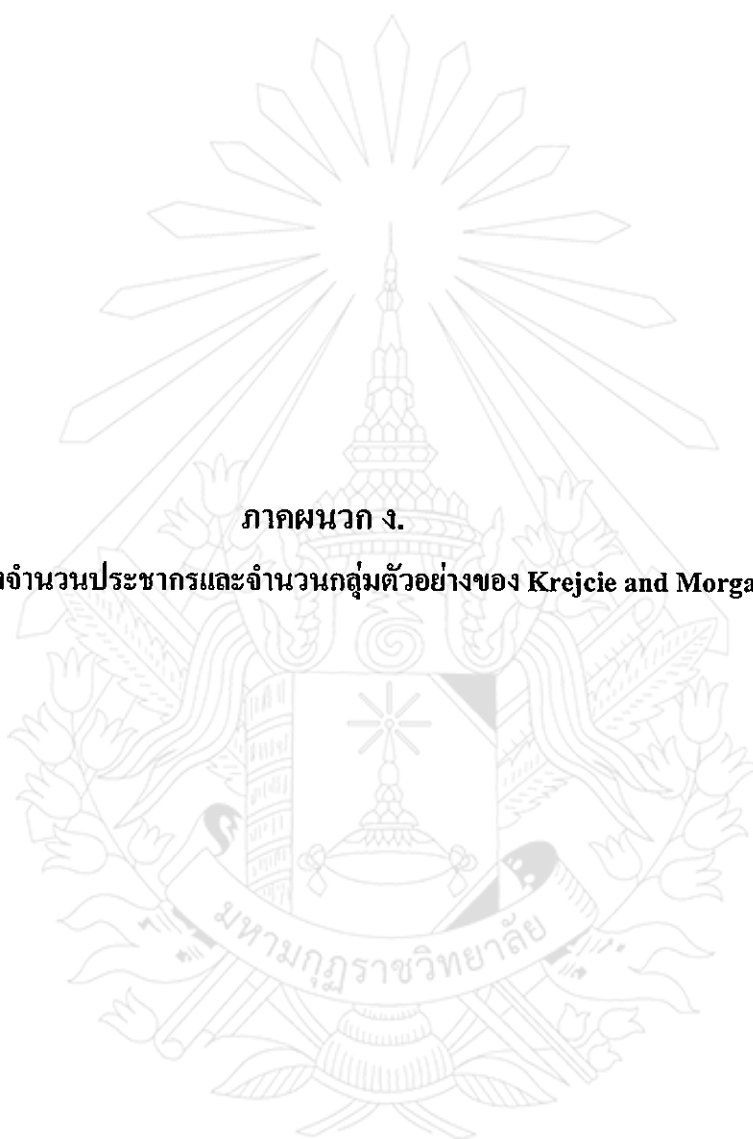 ภาคผนวก ง.
จำนวนประชากรและจำนวนกลุ่มตัวอย่างของ Krejcie and Morga
มหามกุฏราชวิทยาลัย